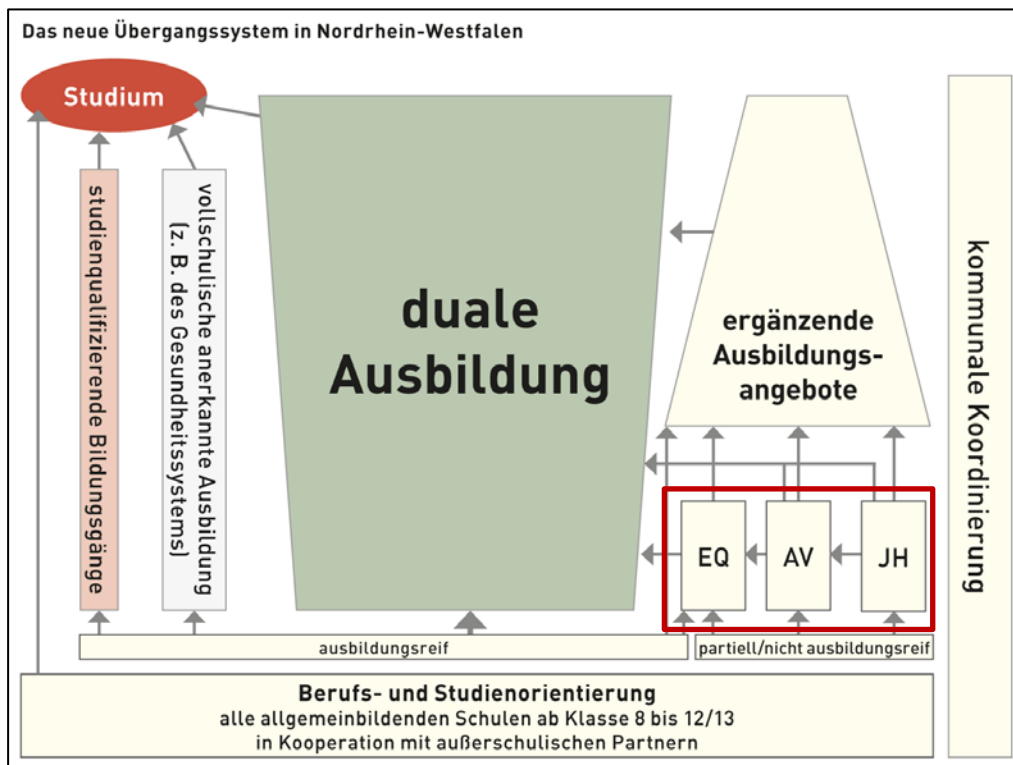 Das neue Übergangssystem in Nordrhein-Westfalen
Studium
studienqualifizierende Bildungsgänge
vollschulische anerkannte Ausbildung
(z. B. des Gesundheitssystems)
duale
Ausbildung
ergänzende
Ausbildungs-
angebote
kommunale Koordinierung
EQ
AV
JH
ausbildungsreif
partiell/nicht ausbildungsreif
Berufs- und Studienorientierung
alle allgemeinbildenden Schulen ab Klasse 8 bis 12/13
in Kooperation mit außerschulischen Partnern